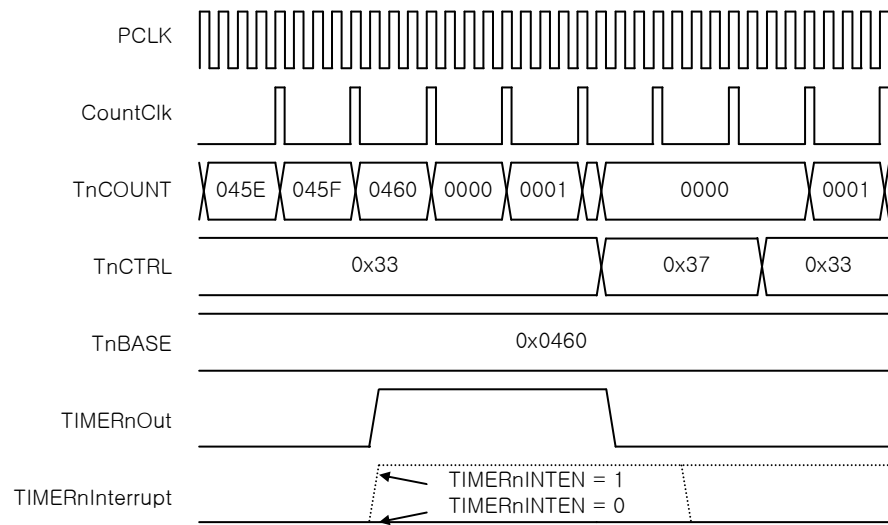 PCLK
CountClk
TnCOUNT 045E 045F 0460 0000 0001 0000 0001
TnCTRL 0x33 0x37 0x33
TnBASE 0x0460
TIMERnOut
TIMERnInterrupt TIMERnINTEN = 1
TIMERnINTEN = 0